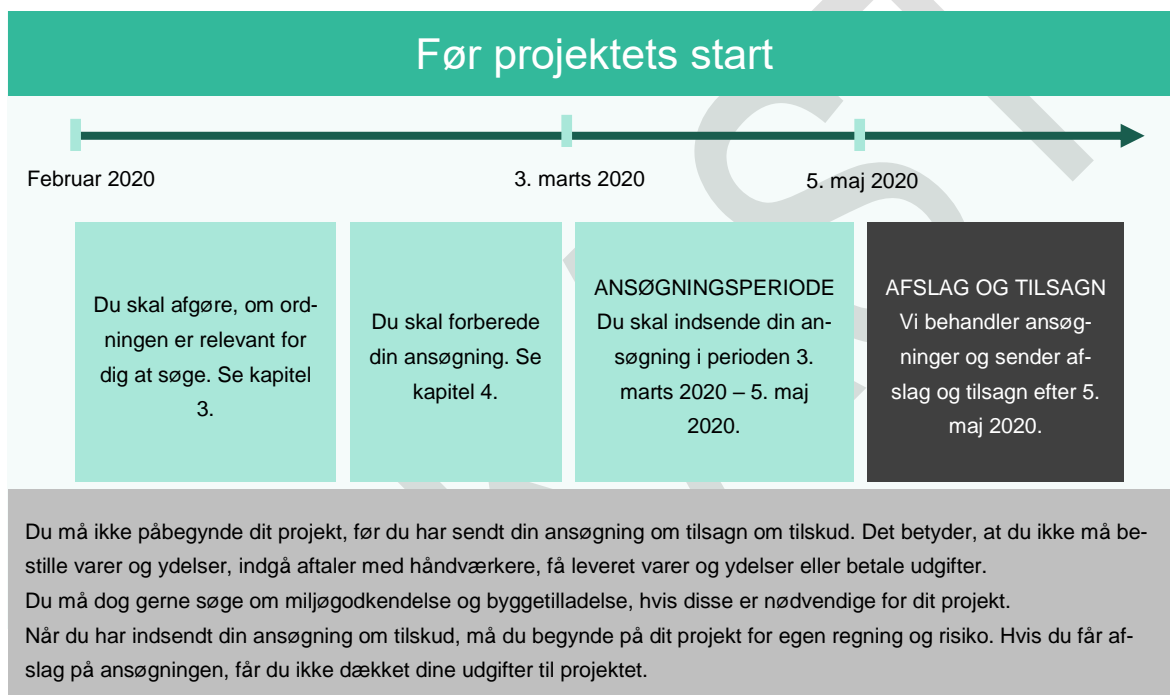 Før projektets start
Februar 2020
3. marts 2020
5. maj 2020
Du skal afgøre, om ord-
ningen er relevant for
dig at søge. Se kapitel
3.
Du skal forberede
din ansøgning. Se
kapitel 4.
ANSØGNINGSPERIODE
Du skal indsende din an-
søgning i perioden 3.
marts 2020 – 5. maj
2020.
AFSLAG OG TILSAGN
Vi behandler ansøg-
ninger og sender af-
slag og tilsagn efter 5.
maj 2020.
Du må ikke påbegynde dit projekt, før du har sendt din ansøgning om tilsagn om tilskud. Det betyder, at du ikke må be-
stille varer og ydelser, indgå aftaler med håndværkere, få leveret varer og ydelser eller betale udgifter.
Du må dog gerne søge om miljøgodkendelse og byggetilladelse, hvis disse er nødvendige for dit projekt.
Når du har indsendt din ansøgning om tilskud, må du begynde på dit projekt for egen regning og risiko. Hvis du får af-
slag på ansøgningen, får du ikke dækket dine udgifter til projektet.